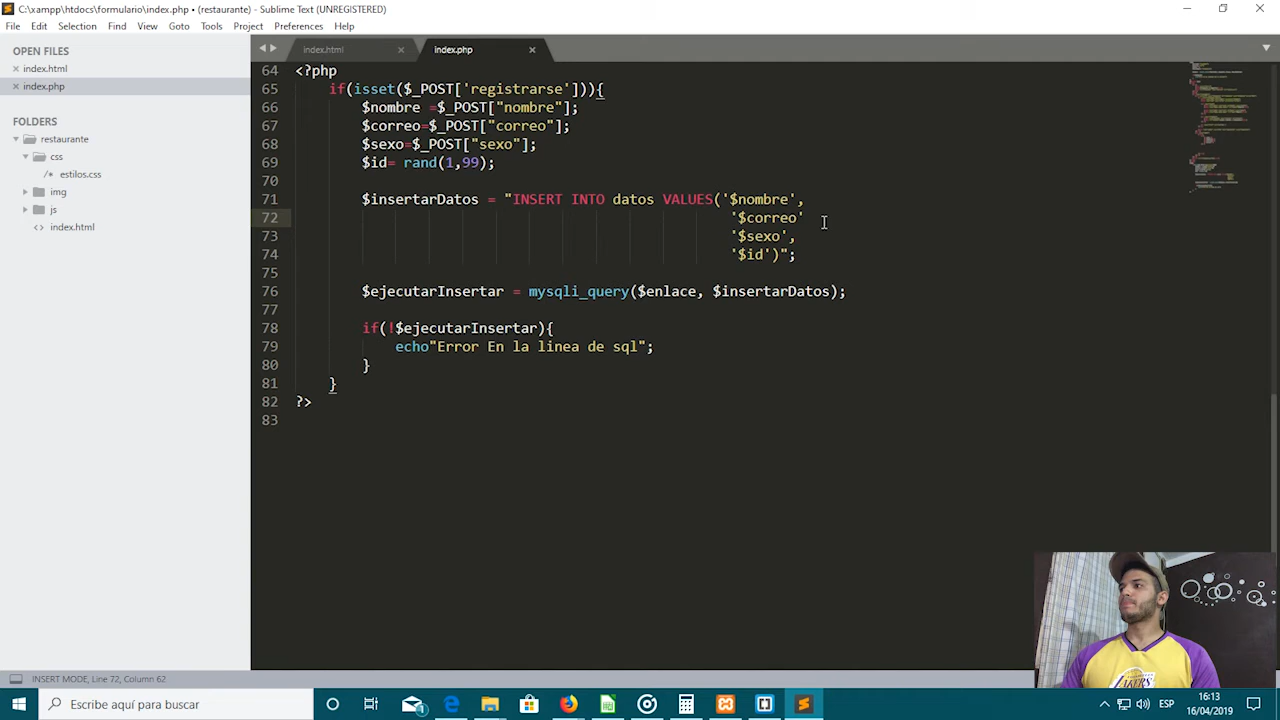 C:\xampp\htdocs\formulario\index.php • (restaurante) - Sublime Text (UNREGISTERED)
File Edit Selection Find View Goto Tools Project Preferences Help
OPEN FILES
index.html
index.php
FOLDERS
restaurante
css
estilos.css
img
js
index.html
index.html index.php
64 <?php
65 if(isset($_POST['registrarse'])){
66 $nombre =$_POST["nombre"];
67 $correo=$_POST["correo"];
68 $sexo=$_POST["sexo"];
69 $id= rand(1,99);
70
71 $insertarDatos = "INSERT INTO datos VALUES('$nombre',
72 '$correo'
73 '$sexo',
74 '$id')";
75
76 $ejecutarInsertar = mysqli_query($enlace, $insertarDatos);
77
78 if(!$ejecutarInsertar){
79 echo"Error En la linea de sql";
80 }
81 }
82 ?>
83
INSERT MODE, Line 72, Column 62
Escribe aquí para buscar
ESP
16:13
16/04/2019
LAKERS